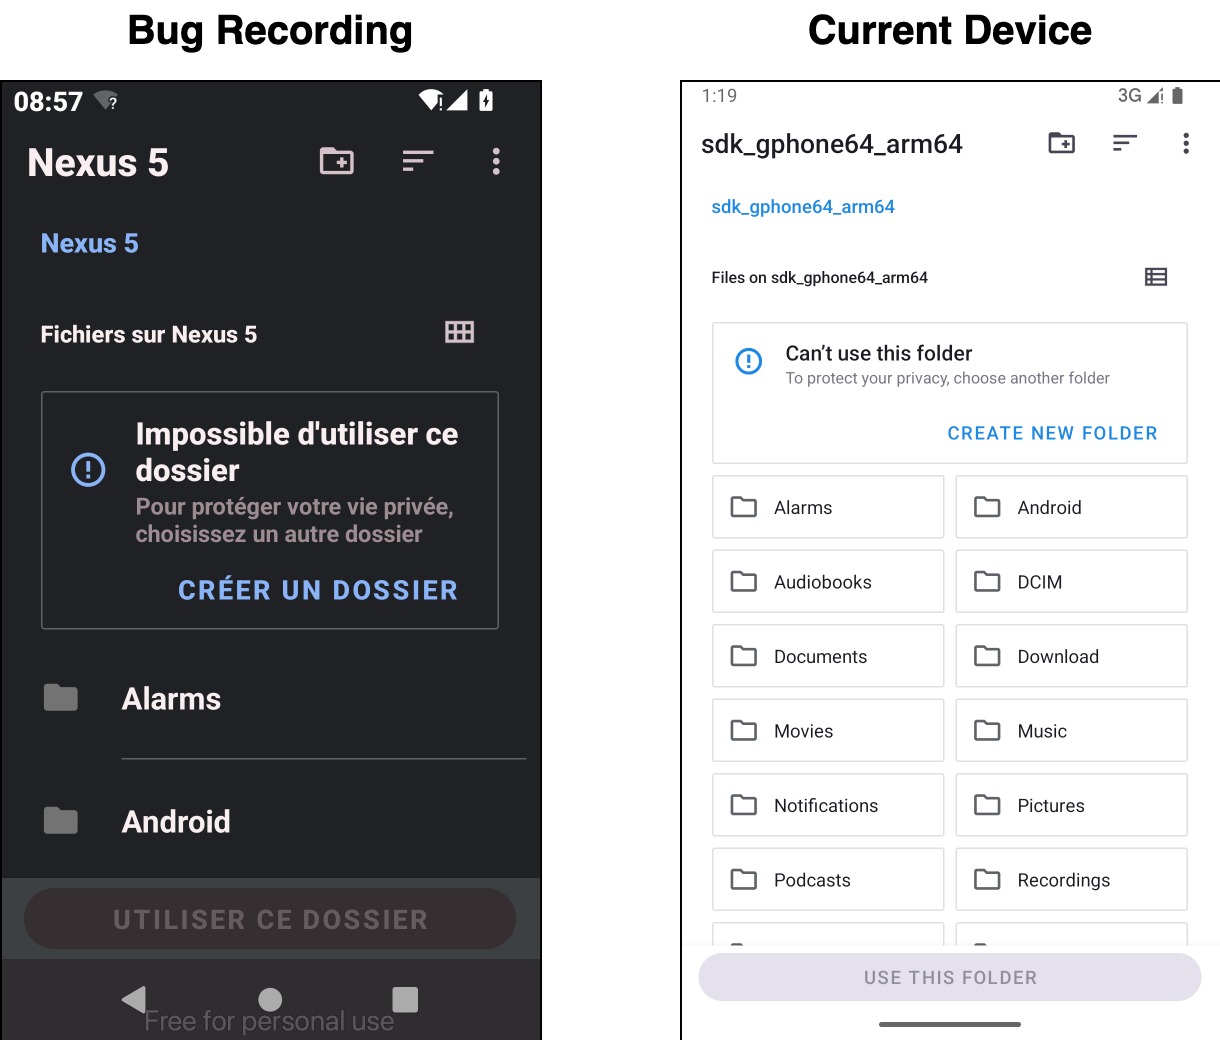 Bug Recording
08:57
Nexus 5
Nexus 5
Fichiers sur Nexus 5
Impossible d'utiliser ce
dossier
Pour protéger votre vie privée,
choisissez un autre dossier
CRÉER UN DOSSIER
Alarms
Android
UTILISER CE DOSSIER
Free for personal use
Current Device
1:19
3G
sdk_gphone64_arm64
sdk_gphone64_arm64
Files on sdk_gphone64_arm64
Can’t use this folder
To protect your privacy, choose another folder
CREATE NEW FOLDER
Alarms
Android
Audiobooks
DCIM
Documents
Download
Movies
Music
Notifications
Pictures
Podcasts
Recordings
USE THIS FOLDER